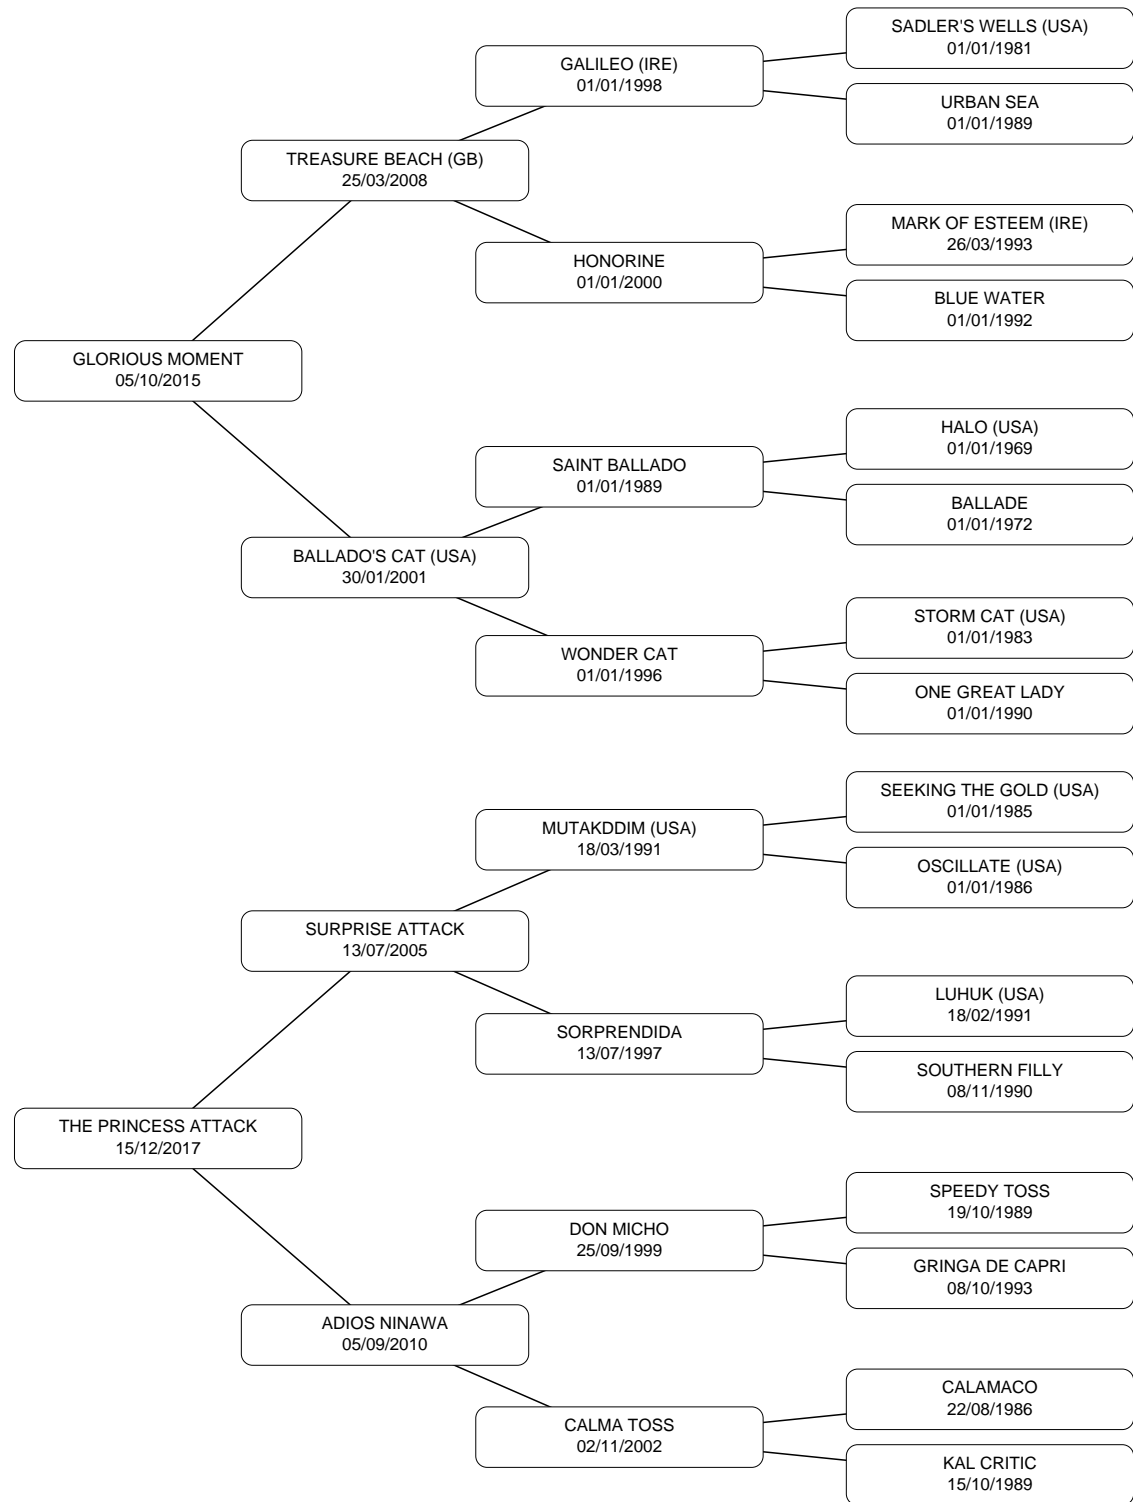 SADLER'S WELLS (USA)
01/01/1981
GALILEO (IRE)
01/01/1998
URBAN SEA
01/01/1989
TREASURE BEACH (GB)
25/03/2008
MARK OF ESTEEM (IRE)
26/03/1993
HONORINE
01/01/2000
BLUE WATER
01/01/1992
GLORIOUS MOMENT
05/10/2015
HALO (USA)
01/01/1969
SAINT BALLADO
01/01/1989
BALLADE
01/01/1972
BALLADO'S CAT (USA)
30/01/2001
STORM CAT (USA)
01/01/1983
WONDER CAT
01/01/1996
ONE GREAT LADY
01/01/1990
SEEKING THE GOLD (USA)
01/01/1985
MUTAKDDIM (USA)
18/03/1991
OSCILLATE (USA)
01/01/1986
SURPRISE ATTACK
13/07/2005
LUHUK (USA)
18/02/1991
SORPRENDIDA
13/07/1997
SOUTHERN FILLY
08/11/1990
THE PRINCESS ATTACK
15/12/2017
SPEEDY TOSS
19/10/1989
DON MICHO
25/09/1999
GRINGA DE CAPRI
08/10/1993
ADIOS NINAWA
05/09/2010
CALAMACO
22/08/1986
CALMA TOSS
02/11/2002
KAL CRITIC
15/10/1989